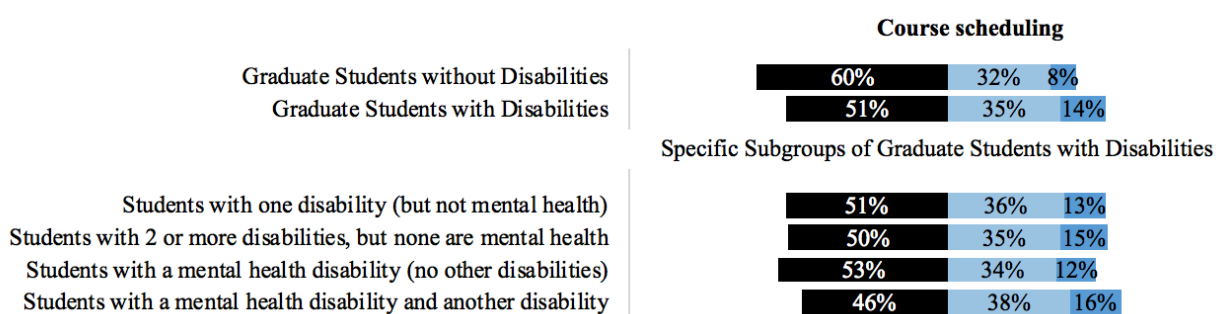 Course scheduling
Graduate Students without Disabilities 60% 32% 8%
Graduate Students with Disabilities 51% 35% 14%
Specific Subgroups of Graduate Students with Disabilities
Students with one disability (but not mental health) 51% 36% 13%
Students with 2 or more disabilities, but none are mental health 50% 35% 15%
Students with a mental health disability (no other disabilities) 53% 34% 12%
Students with a mental health disability and another disability 46% 38% 16%